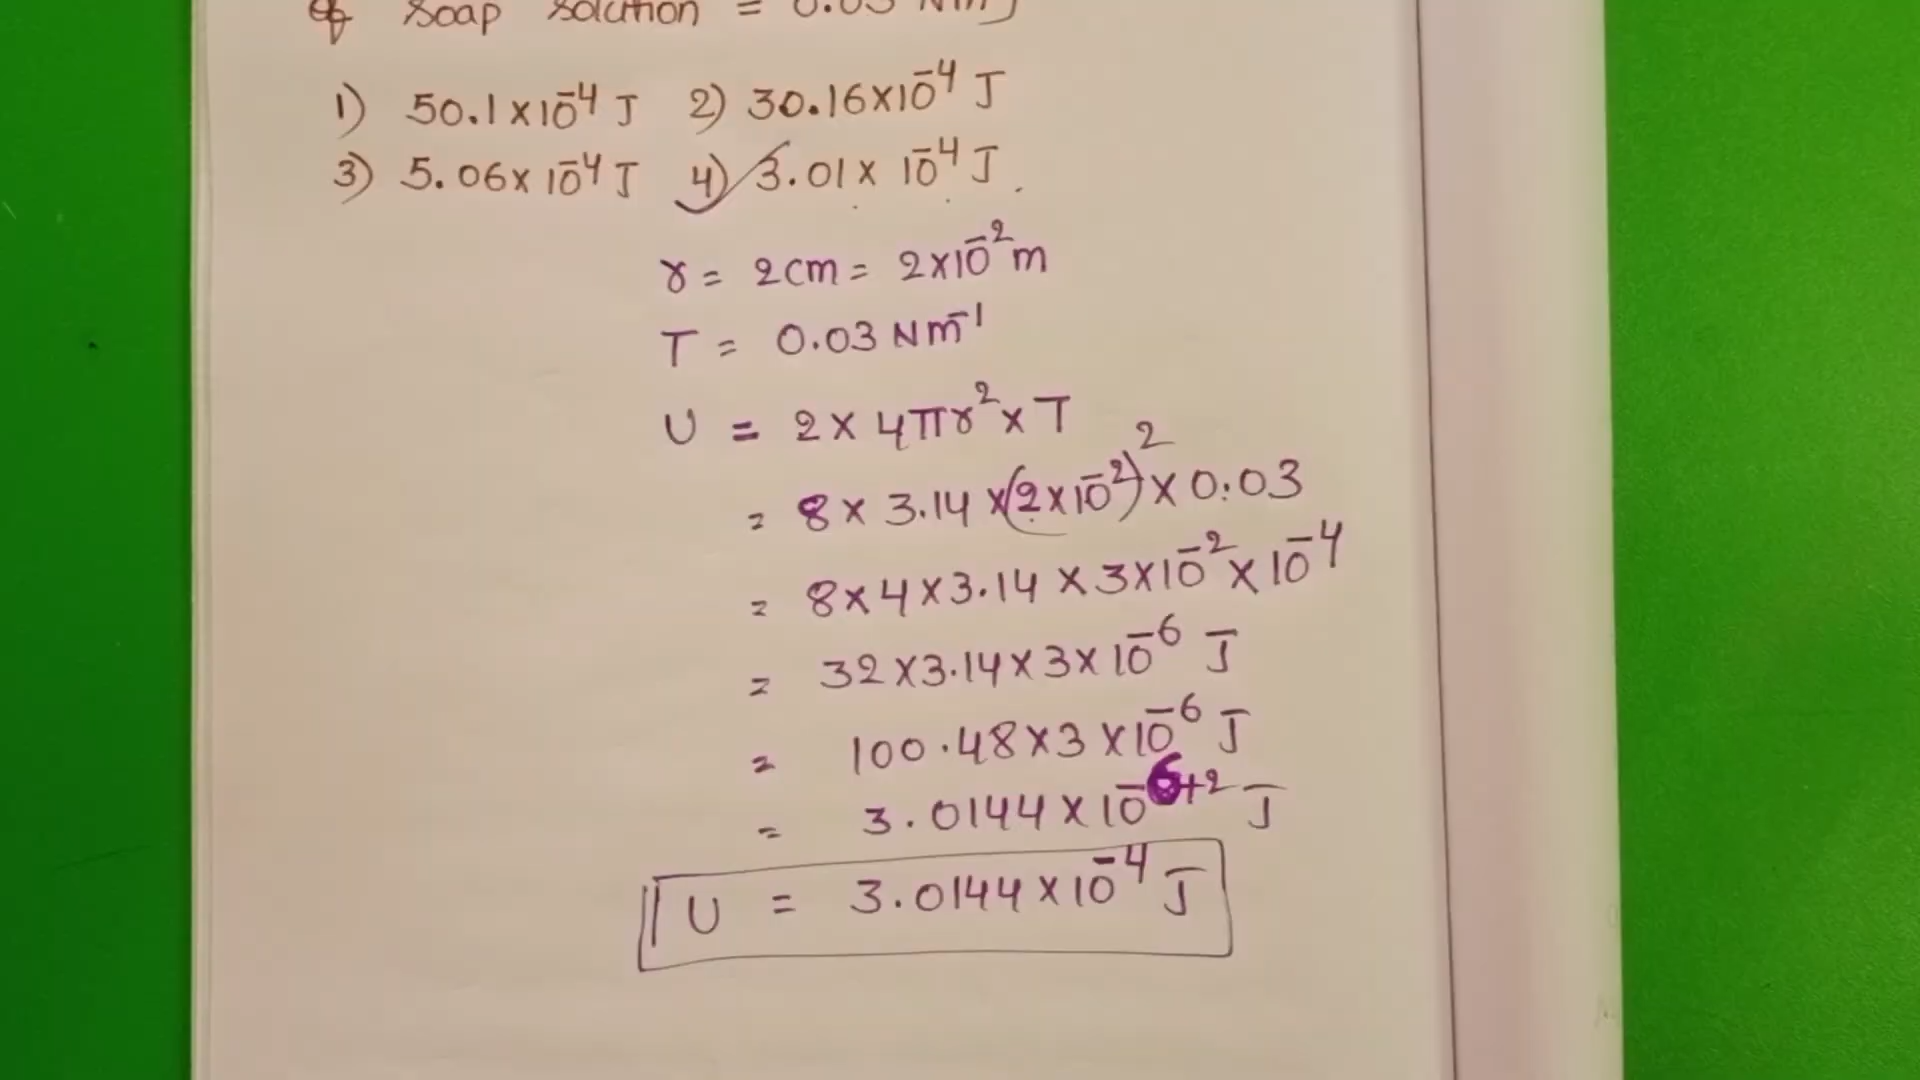 of soap solution = 0.03 Nm⁻¹]
1) 50.1×10⁻⁴ J 2) 30.16×10⁻⁴ J
3) 5.06×10⁻⁴ J 4) 3.01×10⁻⁴ J.
r = 2cm = 2×10⁻² m
T = 0.03 Nm⁻¹
U = 2×4πr²×T
= 8×3.14×(2×10⁻²)²×0.03
= 8×4×3.14×3×10⁻²×10⁻⁴
= 32×3.14×3×10⁻⁶ J
= 100.48×3×10⁻⁶ J
= 3.0144×10⁻⁶⁺² J
U = 3.0144×10⁻⁴ J